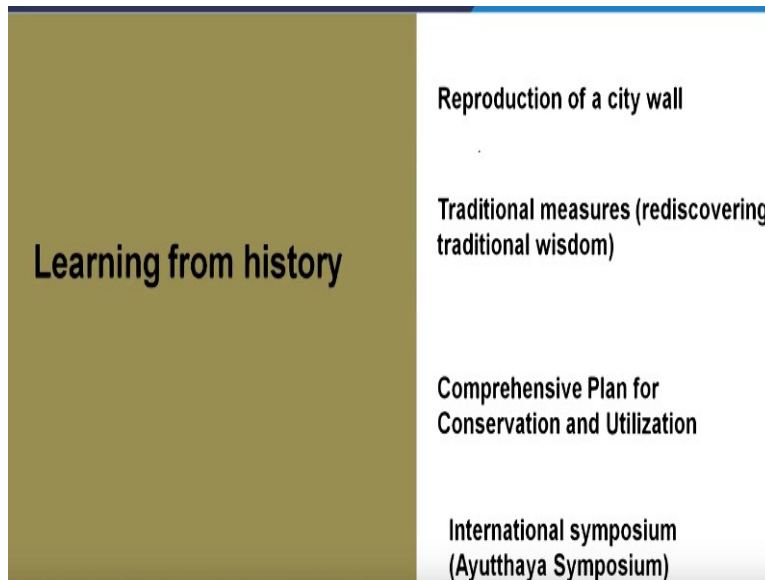 Learning from history
Reproduction of a city wall
Traditional measures (rediscovering
traditional wisdom)
Comprehensive Plan for
Conservation and Utilization
International symposium
(Ayutthaya Symposium)